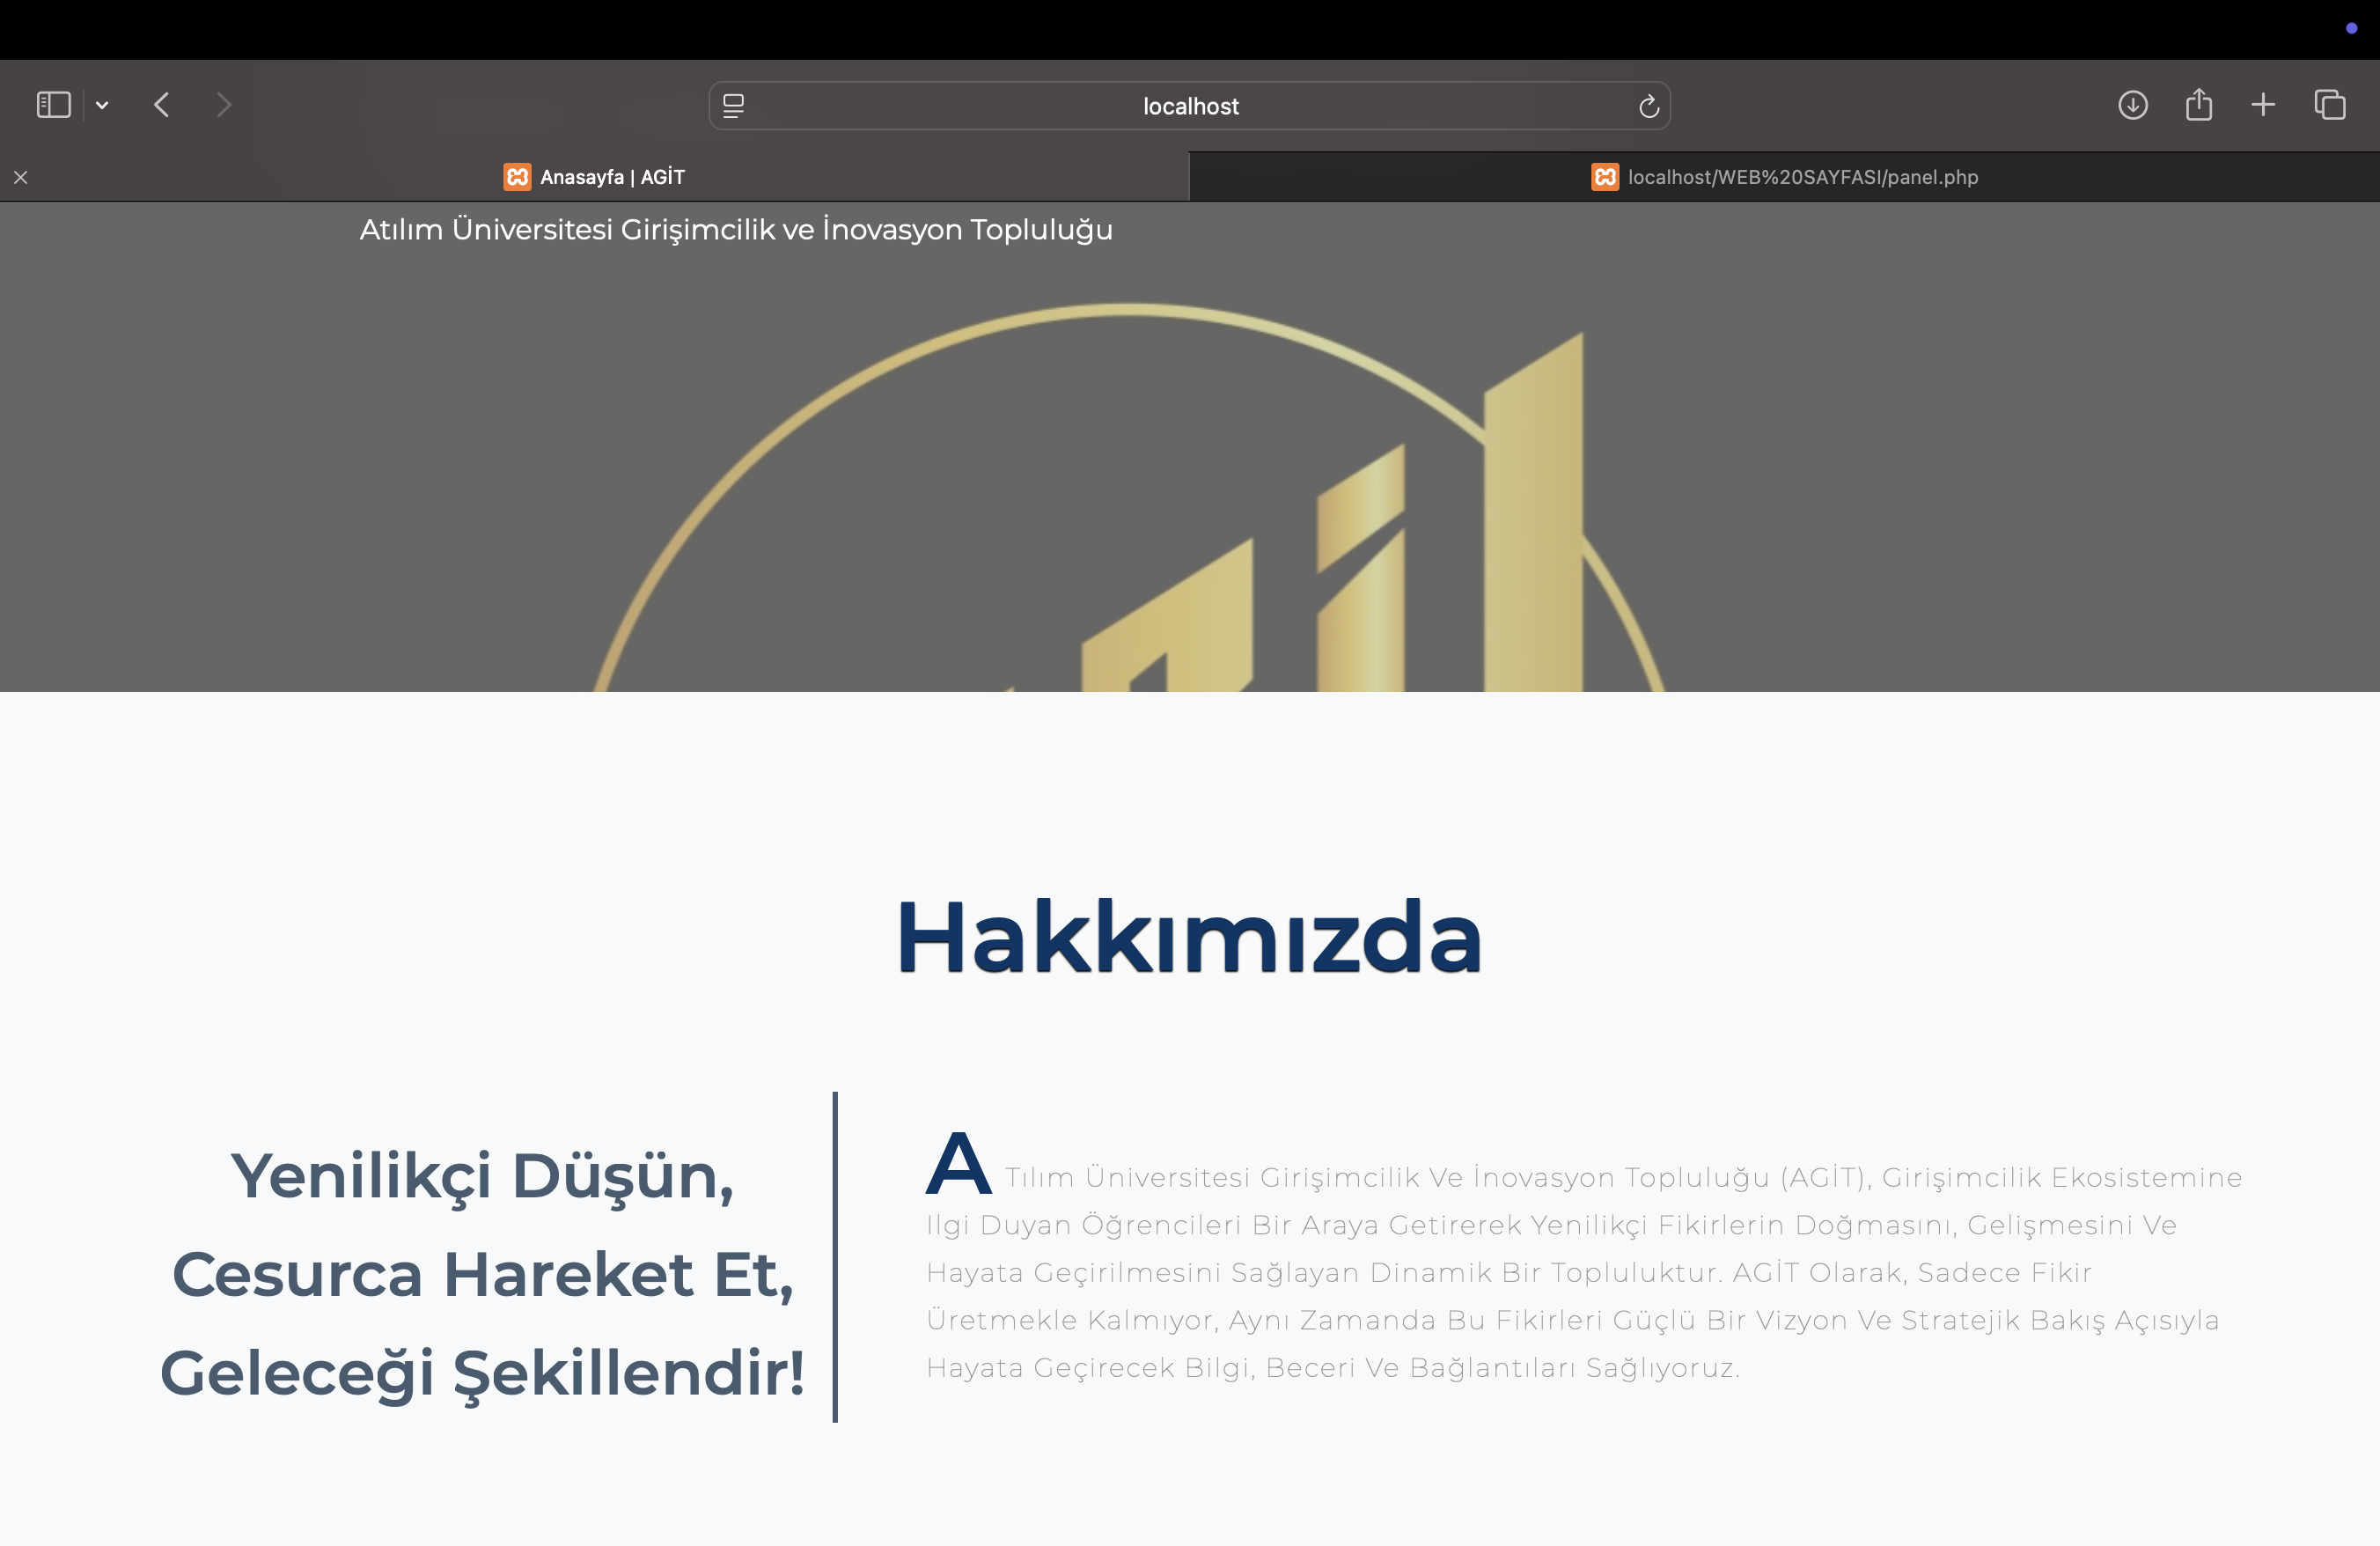 localhost
Anasayfa | AGİT
localhost/WEB%20SAYFASI/panel.php
Atılım Üniversitesi Girişimcilik ve İnovasyon Topluluğu
Hakkımızda
Yenilikçi Düşün,
Cesurca Hareket Et,
Geleceği Şekillendir!
ATılım Üniversitesi Girişimcilik Ve İnovasyon Topluluğu (AGİT), Girişimcilik Ekosistemine
Ilgi Duyan Öğrencileri Bir Araya Getirerek Yenilikçi Fikirlerin Doğmasını, Gelişmesini Ve
Hayata Geçirilmesini Sağlayan Dinamik Bir Topluluktur. AGİT Olarak, Sadece Fikir
Üretmekle Kalmıyor, Aynı Zamanda Bu Fikirleri Güçlü Bir Vizyon Ve Stratejik Bakış Açısıyla
Hayata Geçirecek Bilgi, Beceri Ve Bağlantıları Sağlıyoruz.